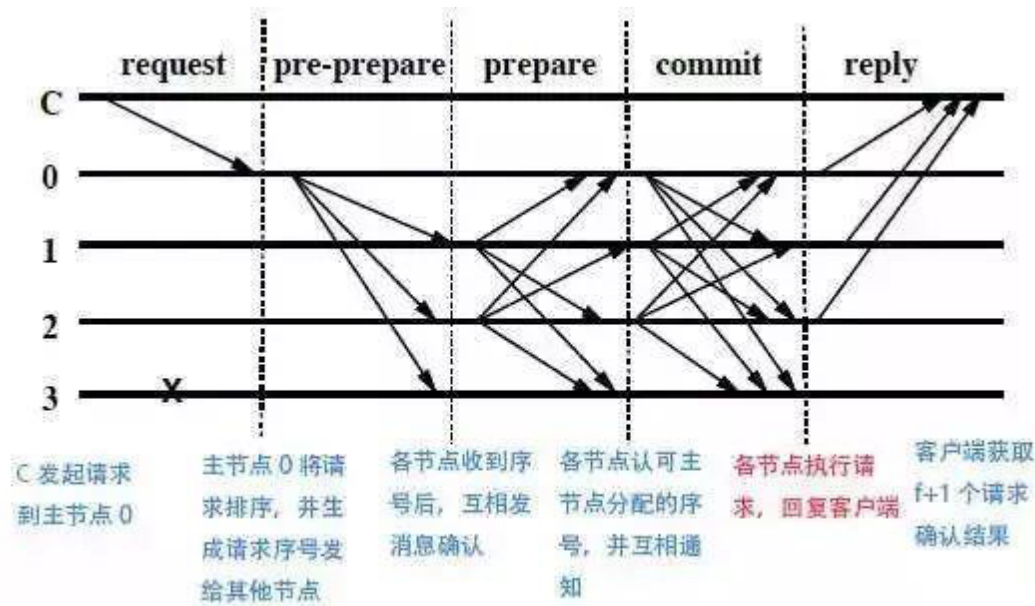 request pre-prepare prepare commit reply
C
0
1
2
3
X
C 发起请求
到主节点 0
主节点 0 将请
求排序，并生
成请求序号发
给其他节点
各节点收到序
号后，互相发
消息确认
各节点认可主
节点分配的序
号，并互相通
知
各节点执行请
求，回复客户端
客户端获取
f+1 个请求
确认结果